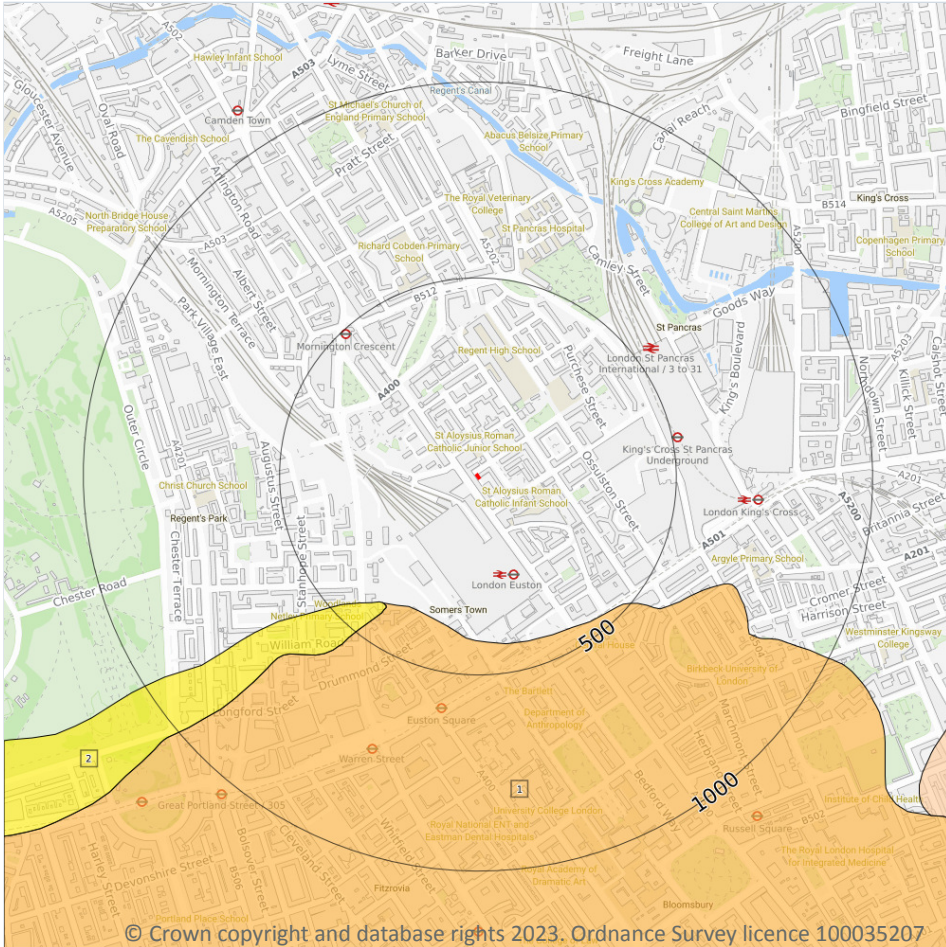 A502
Hawley Infant School
A503
Lyme Street
Barker Drive
Freight Lane
Regent's Canal
Gloucester Avenue
Oval Road
Camden Town
The Cavendish School
St Michael's Church of
England Primary School
Pratt Street
Abacus Belsize Primary
School
Canal Reach
Bingfield Street
Arlington Road
King's Cross Academy
The Royal Veterinary
College
A5205
North Bridge House
Preparatory School
A503
Albert Street
Mornington Terrace
Richard Cobden Primary
School
A5202
St Pancras Hospital
Central Saint Martins
College of Art and Design
B514
King's Cross
Copenhagen Primary
School
A5203
Camley Street
Goods Way
Park Village East
B512
Mornington Crescent
Regent High School
St Pancras
London St Pancras
International / 3 to 31
King's Boulevard
Calshot Street
Killick Street
A5203
Northdown Street
Purchese Street
A400
Outer Circle
A4201
Augustus Street
St Aloysius Roman
Catholic Junior School
Ossulston Street
King's Cross St Pancras
Underground
Christ Church School
Regent's Park
St Aloysius Roman
Catholic Infant School
London King's Cross
A5200
A201
Britannia Street
A501
A201
Stanhope Street
Chester Road
Chester Terrace
London Euston
Argyle Primary School
Cromer Street
Harrison Street
Somers Town
Netley Primary School
William Road
500
Westminster Kingsway
College
Drummond Street
Birkbeck University of
London
Longford Street
The Bartlett
Euston Square
Department of
Anthropology
Marchmont Street
2
Warren Street
A400
1
Herbrand Street
Bedford Way
1000
Great Portland Street
A305
University College London
Institute of Child Health
Whitfield Street
Royal National ENT and
Eastman Dental Hospitals
Russell Square
B502
Harley Street
Devonshire Street
Bolsover Street
Cleveland Street
B506
Royal Academy of
Dramatic Art
The Royal London Hospital
for Integrated Medicine
Fitzrovia
Bloomsbury
Portland Place School
© Crown copyright and database rights 2023. Ordnance Survey licence 100035207